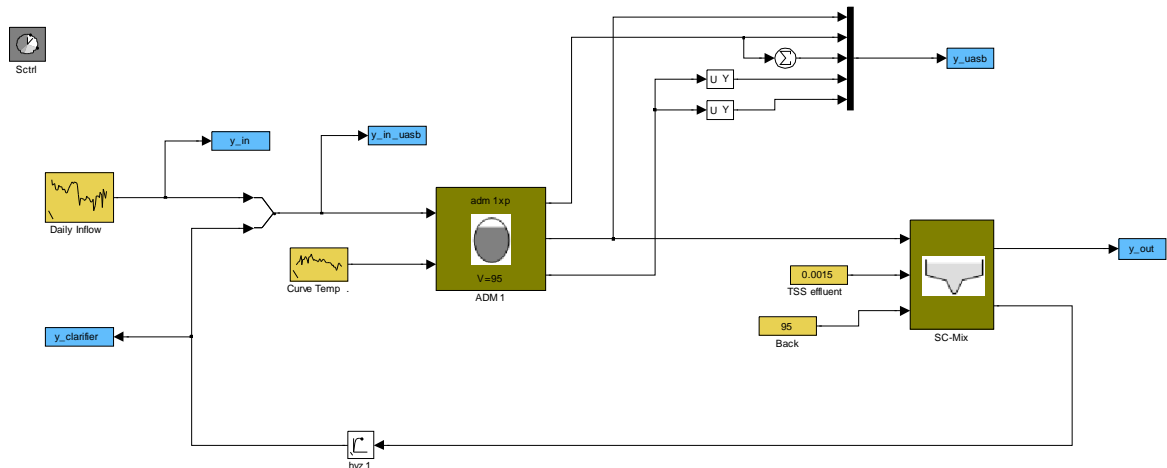 Sctrl
y_in
y_in_uasb
y_uasb
U Y
U Y
Daily Inflow
adm 1xp
V=95
ADM 1
Curve Temp .
0.0015
TSS effluent
95
Back
SC-Mix
y_out
y_clarifier
hyz 1
Σ